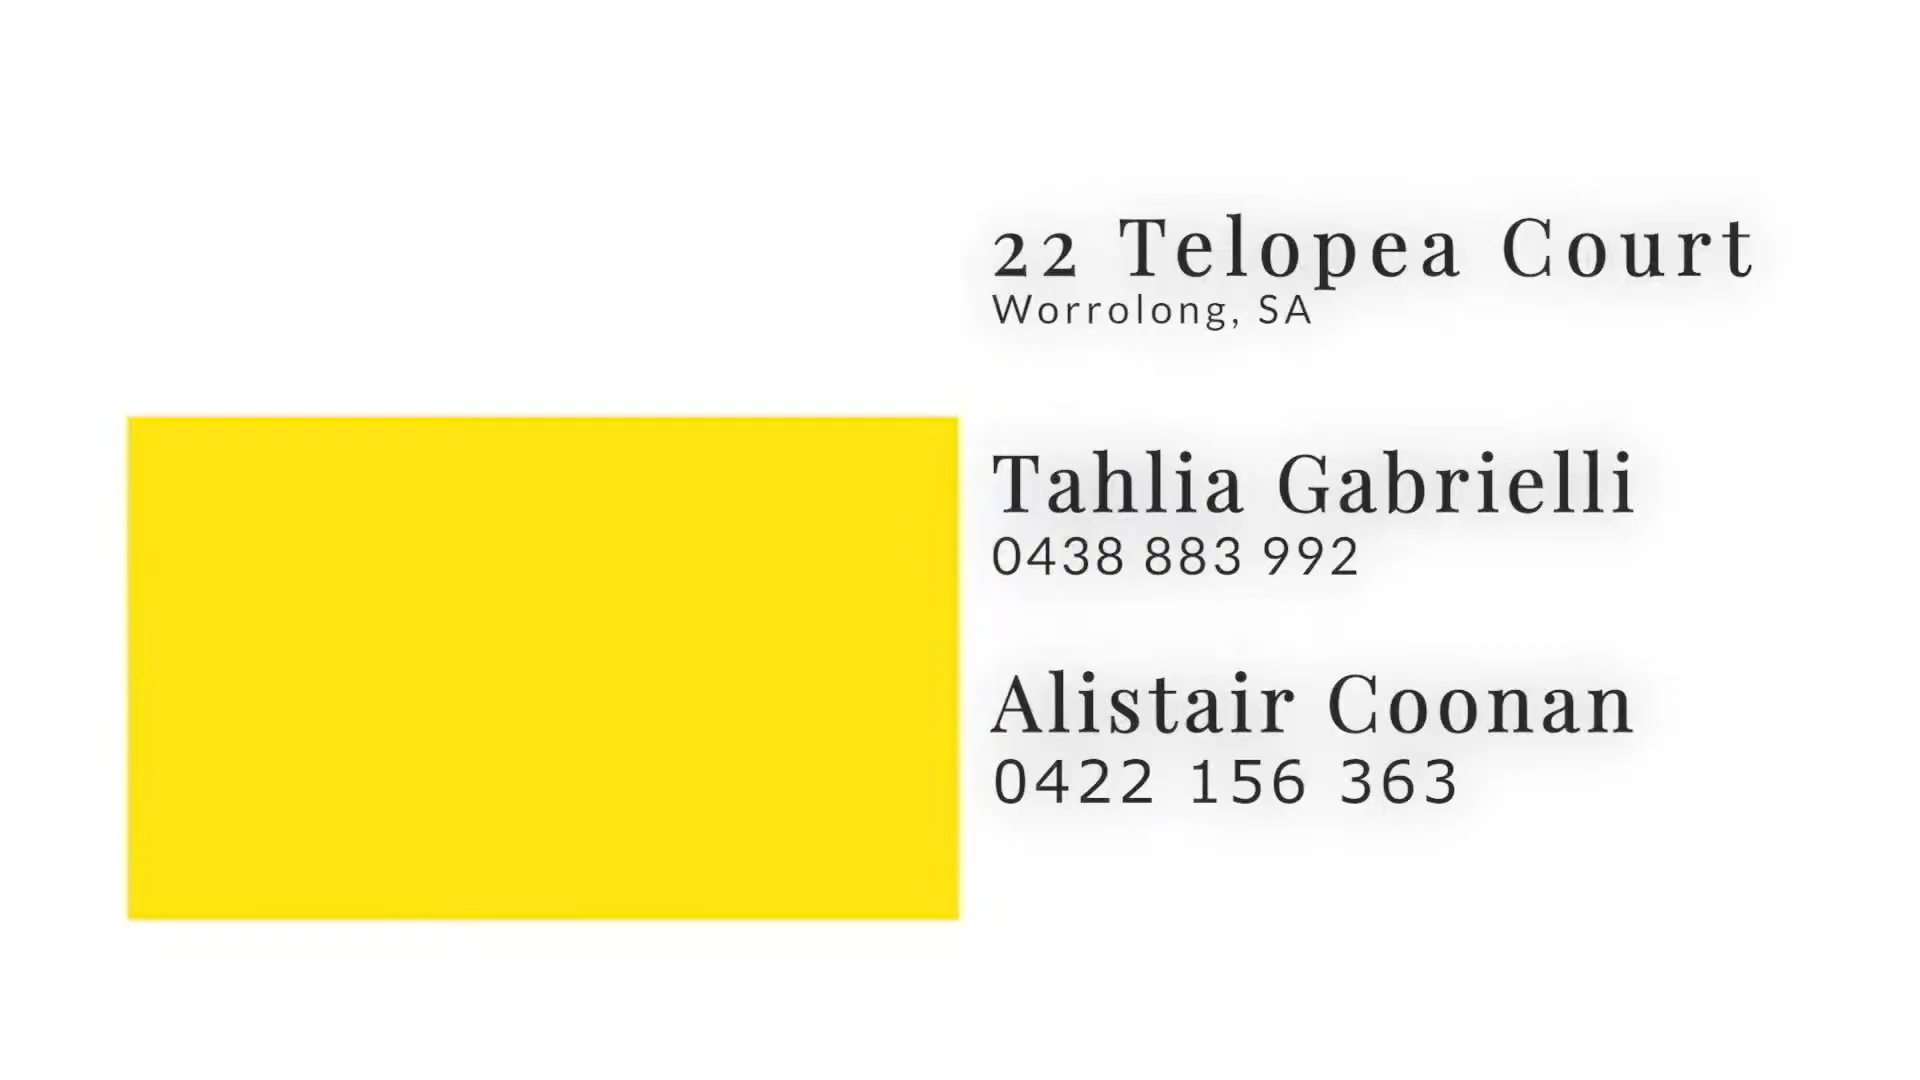 22 Telopea Court
Worrolong, SA
Tahlia Gabrielli
0438 883 992
Alistair Coonan
0422 156 363